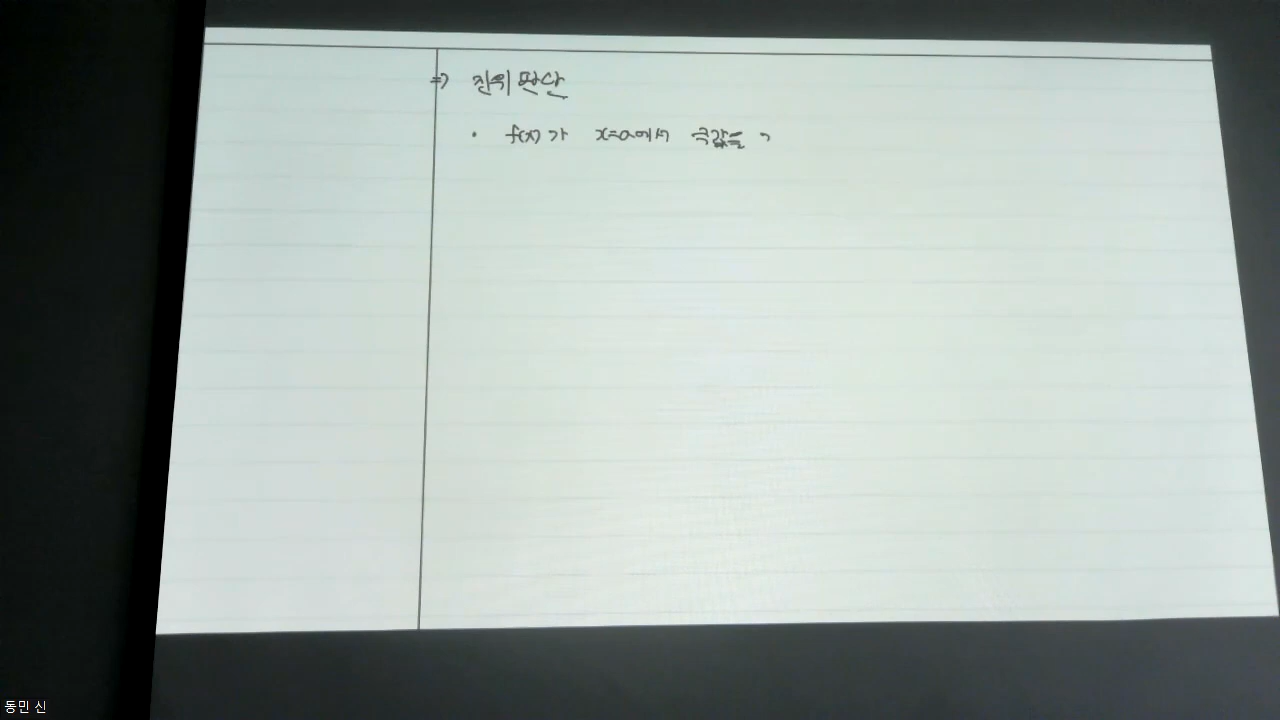 ⇒ 진위판단
· f(x)가 x=a에서 극값을 ㄱ
동민 신